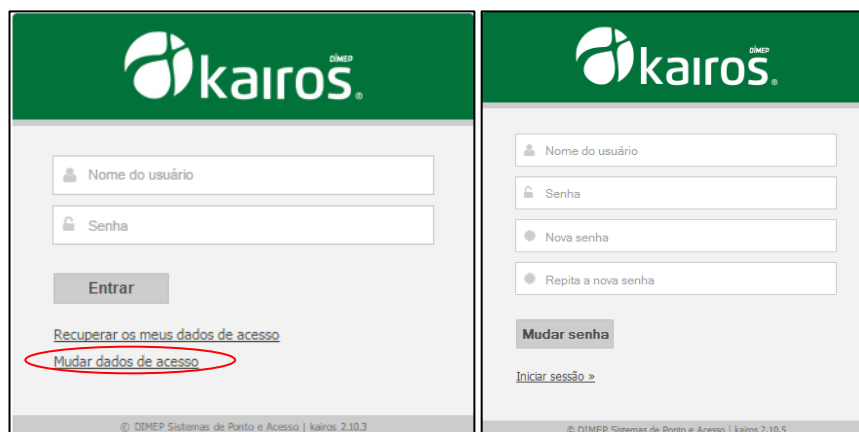 DIMEP
kairos®
Nome do usuário
Senha
Entrar
Recuperar os meus dados de acesso
Mudar dados de acesso
© DIMEP Sistemas de Ponto e Acesso | kairos 2.10.3
DIMEP
kairos®
Nome do usuário
Senha
Nova senha
Repita a nova senha
Mudar senha
Iniciar sessão »
© DIMEP Sistemas de Ponto e Acesso | kairos 2.10.5